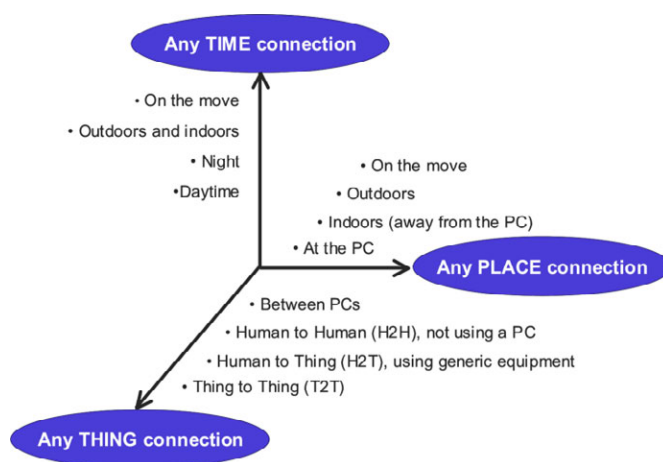 Any TIME connection
• On the move
• Outdoors and indoors
• Night
•Daytime
• On the move
• Outdoors
• Indoors (away from the PC)
• At the PC
Any PLACE connection
• Between PCs
• Human to Human (H2H), not using a PC
• Human to Thing (H2T), using generic equipment
• Thing to Thing (T2T)
Any THING connection